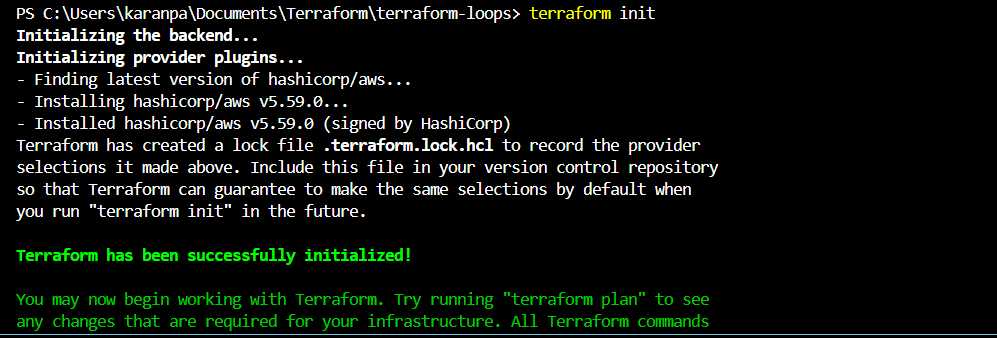 PS C:\Users\karanpa\Documents\Terraform\terraform-loops> terraform init
Initializing the backend...
Initializing provider plugins...
- Finding latest version of hashicorp/aws...
- Installing hashicorp/aws v5.59.0...
- Installed hashicorp/aws v5.59.0 (signed by HashiCorp)
Terraform has created a lock file .terraform.lock.hcl to record the provider
selections it made above. Include this file in your version control repository
so that Terraform can guarantee to make the same selections by default when
you run "terraform init" in the future.
Terraform has been successfully initialized!
You may now begin working with Terraform. Try running "terraform plan" to see
any changes that are required for your infrastructure. All Terraform commands